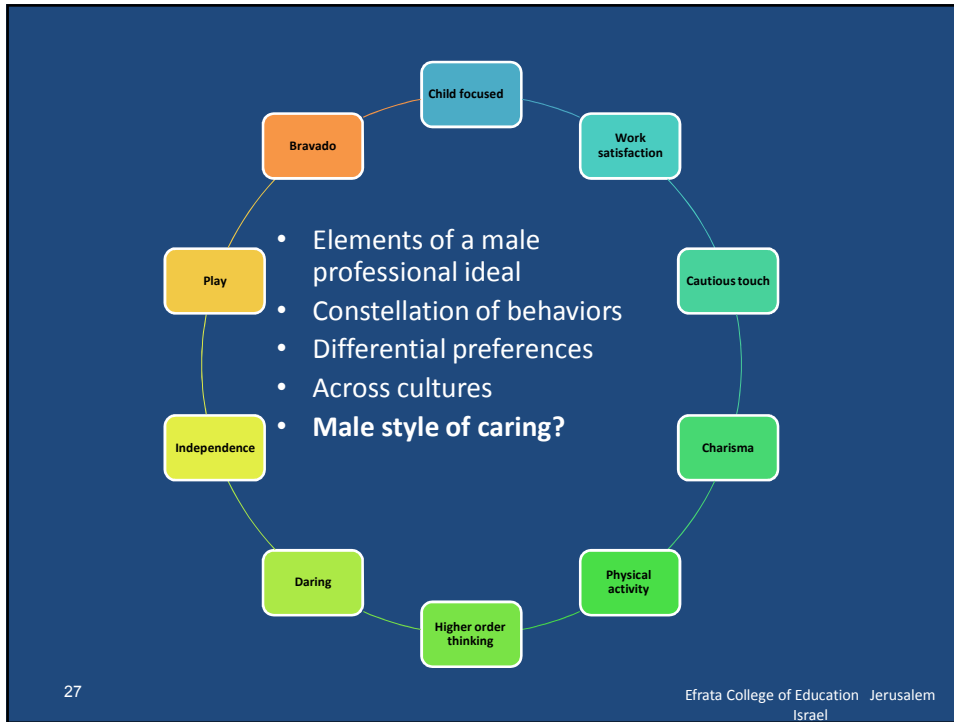 Child focused
Work
satisfaction
Cautious touch
Charisma
Physical
activity
Higher order
thinking
Daring
Independence
Play
Bravado
• Elements of a male
professional ideal
• Constellation of behaviors
• Differential preferences
• Across cultures
• Male style of caring?
27
Efrata College of Education Jerusalem
Israel